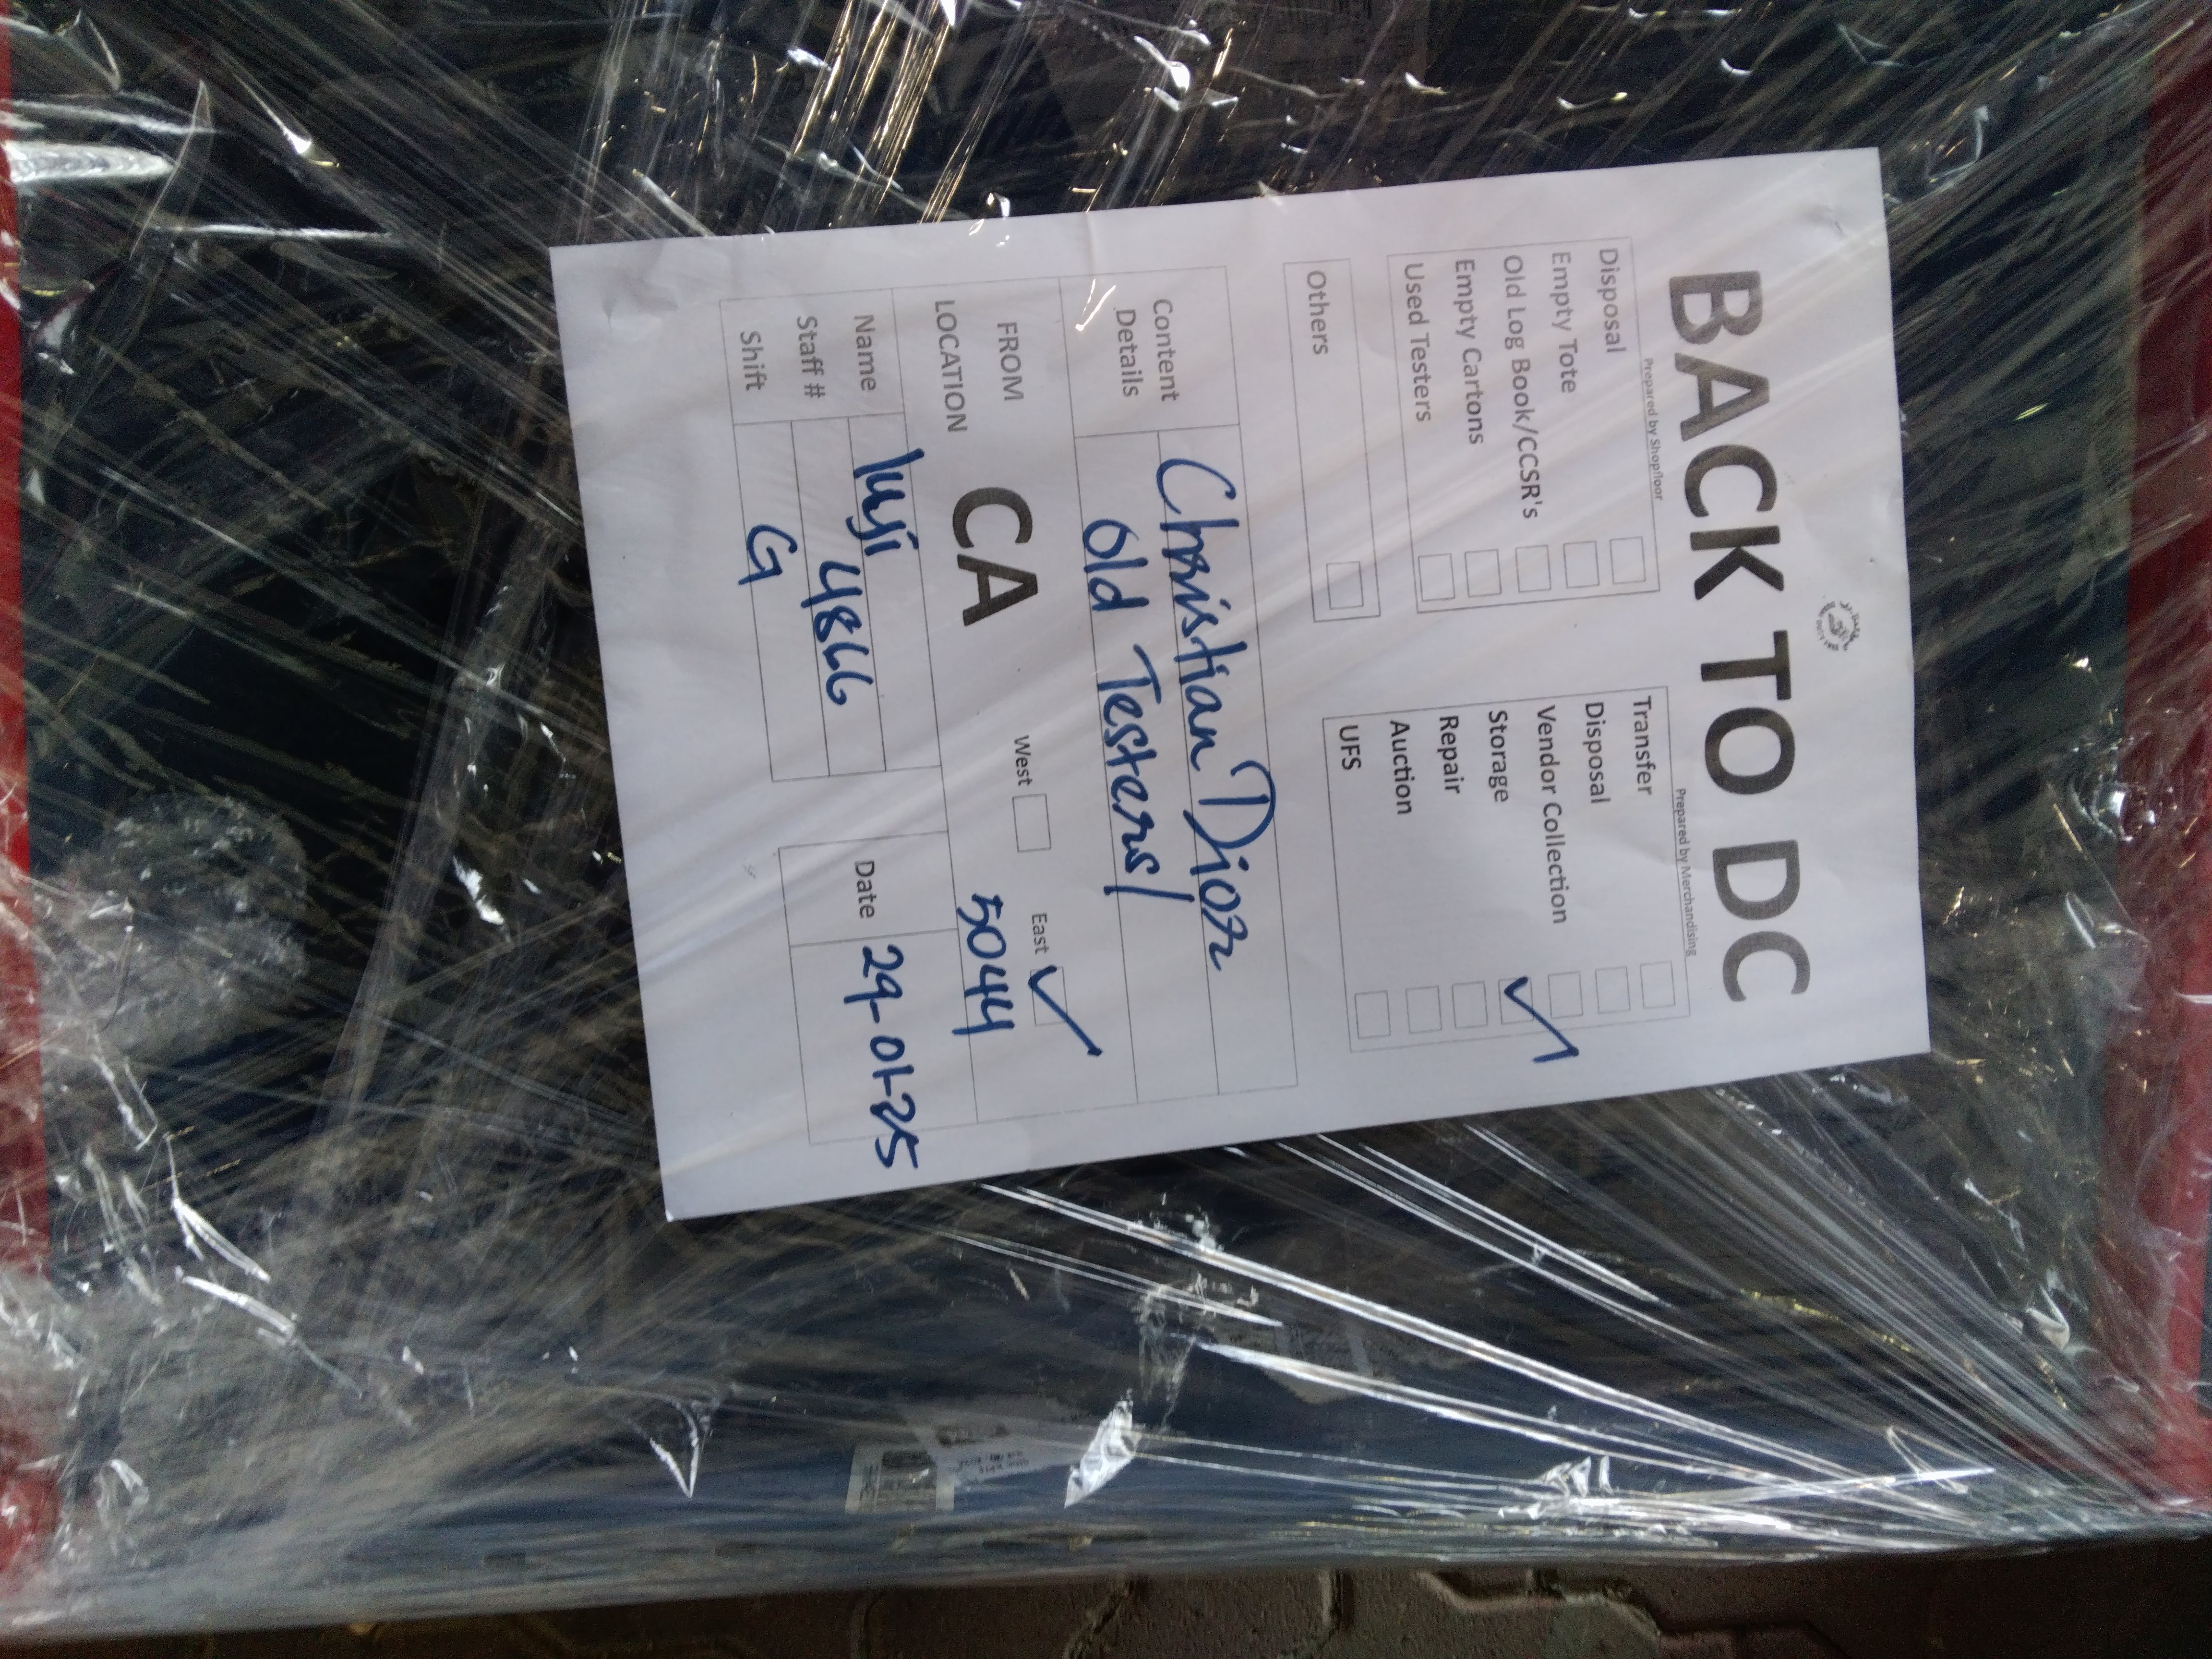 BACK TO DC
Prepared by Shopfloor
Disposal
Empty Tote
Old Log Book/CCSR's
Empty Cartons
Used Testers
Others
Prepared by Merchandising
Transfer
Disposal
Vendor Collection
Storage
Repair
Auction
UFS
Content Details
Christian Dior
Old Testers/
FROM LOCATION
CA
West
East
5044
Name
Staff # 4866
Shift G
Date 29-01-25